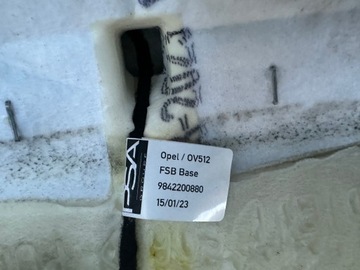 PSA
Opel / OV512
FSB Base
9842200880
15/01/23